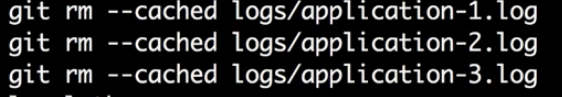 git rm --cached logs/application-1.log
git rm --cached logs/application-2.log
git rm --cached logs/application-3.log